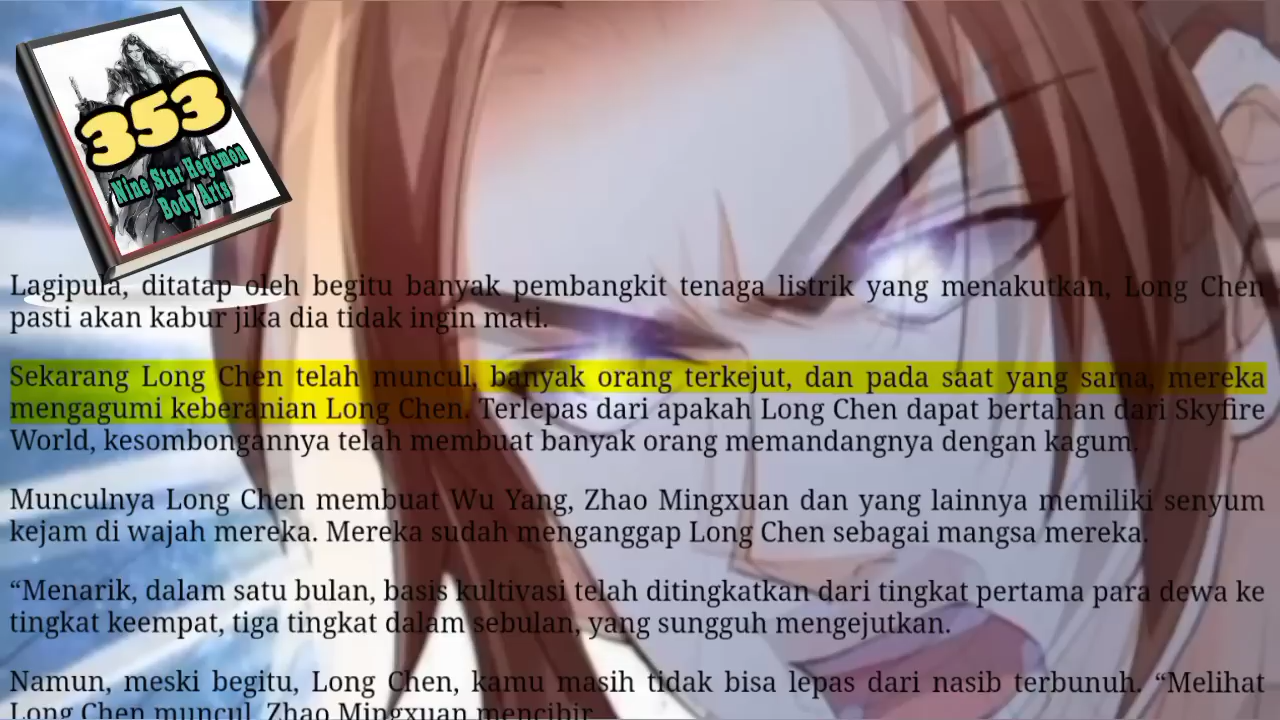 353
Nine Star Hegemon
Body Arts
Lagipula, ditatap oleh begitu banyak pembangkit tenaga listrik yang menakutkan, Long Chen
pasti akan kabur jika dia tidak ingin mati.
Sekarang Long Chen telah muncul, banyak orang terkejut, dan pada saat yang sama, mereka
mengagumi keberanian Long Chen. Terlepas dari apakah Long Chen dapat bertahan dari Skyfire
World, kesombongannya telah membuat banyak orang memandangnya dengan kagum.
Munculnya Long Chen membuat Wu Yang, Zhao Mingxuan dan yang lainnya memiliki senyum
kejam di wajah mereka. Mereka sudah menganggap Long Chen sebagai mangsa mereka.
“Menarik, dalam satu bulan, basis kultivasi telah ditingkatkan dari tingkat pertama para dewa ke
tingkat keempat, tiga tingkat dalam sebulan, yang sungguh mengejutkan.
Namun, meski begitu, Long Chen, kamu masih tidak bisa lepas dari nasib terbunuh. “Melihat
Long Chen muncul, Zhao Mingxuan mencibir.